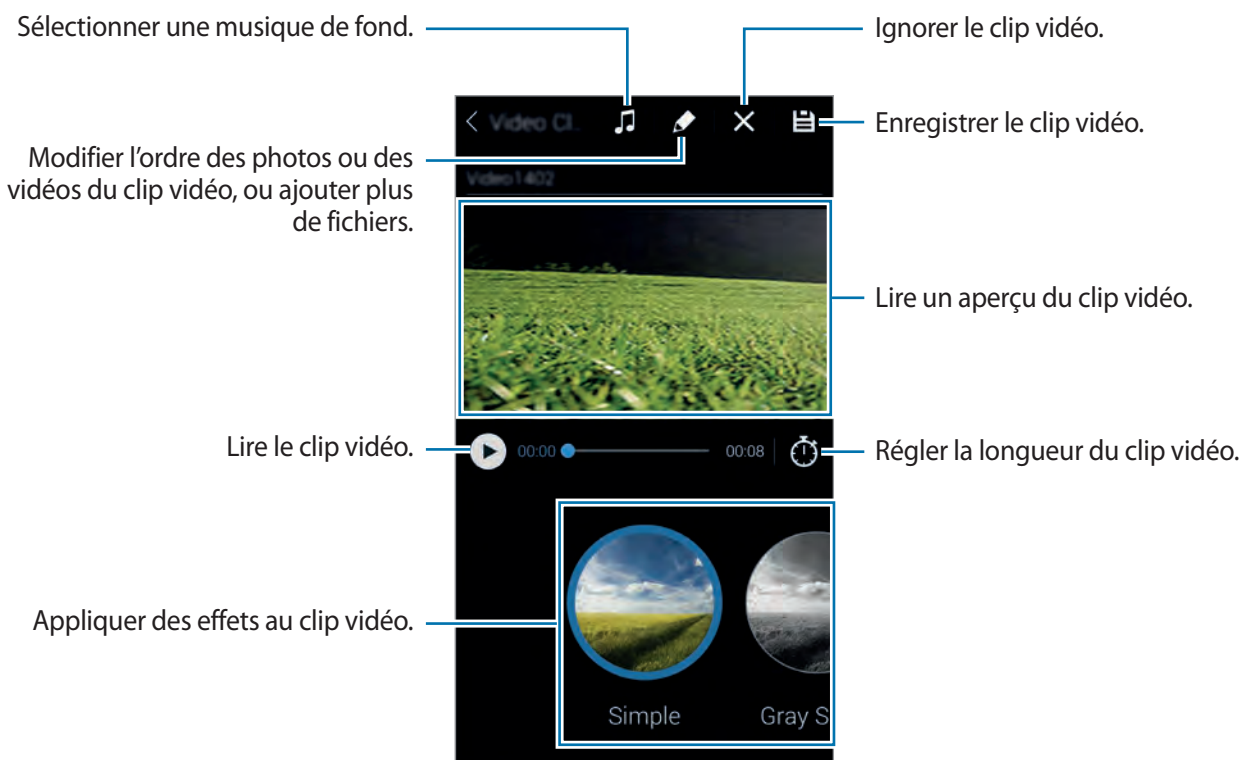 Sélectionner une musique de fond.
Ignorer le clip vidéo.
Video Cl...
Enregistrer le clip vidéo.
Modifier l’ordre des photos ou des
vidéos du clip vidéo, ou ajouter plus
de fichiers.
Video1402
Lire un aperçu du clip vidéo.
Lire le clip vidéo.
00:00
00:08
Régler la longueur du clip vidéo.
Appliquer des effets au clip vidéo.
Simple
Gray S